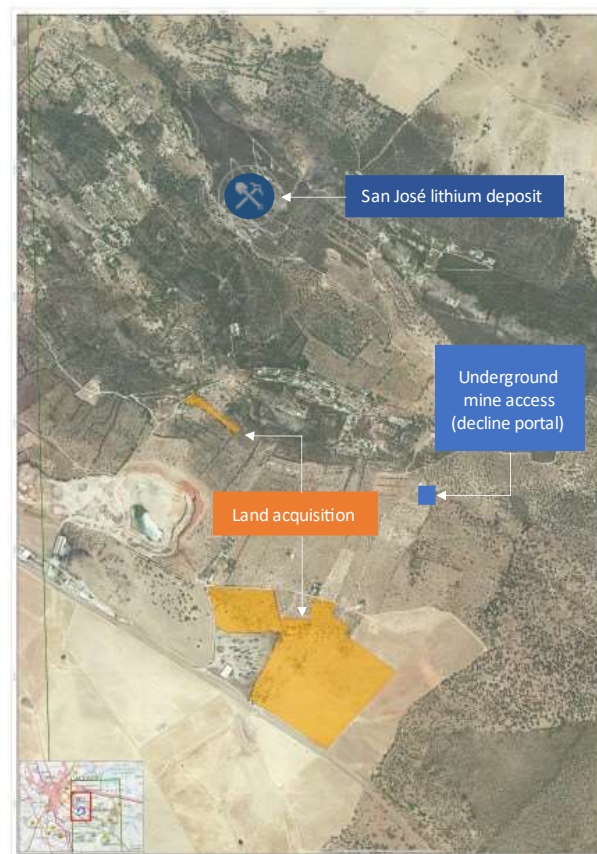 San José lithium deposit
Underground
mine access
(decline portal)
Land acquisition